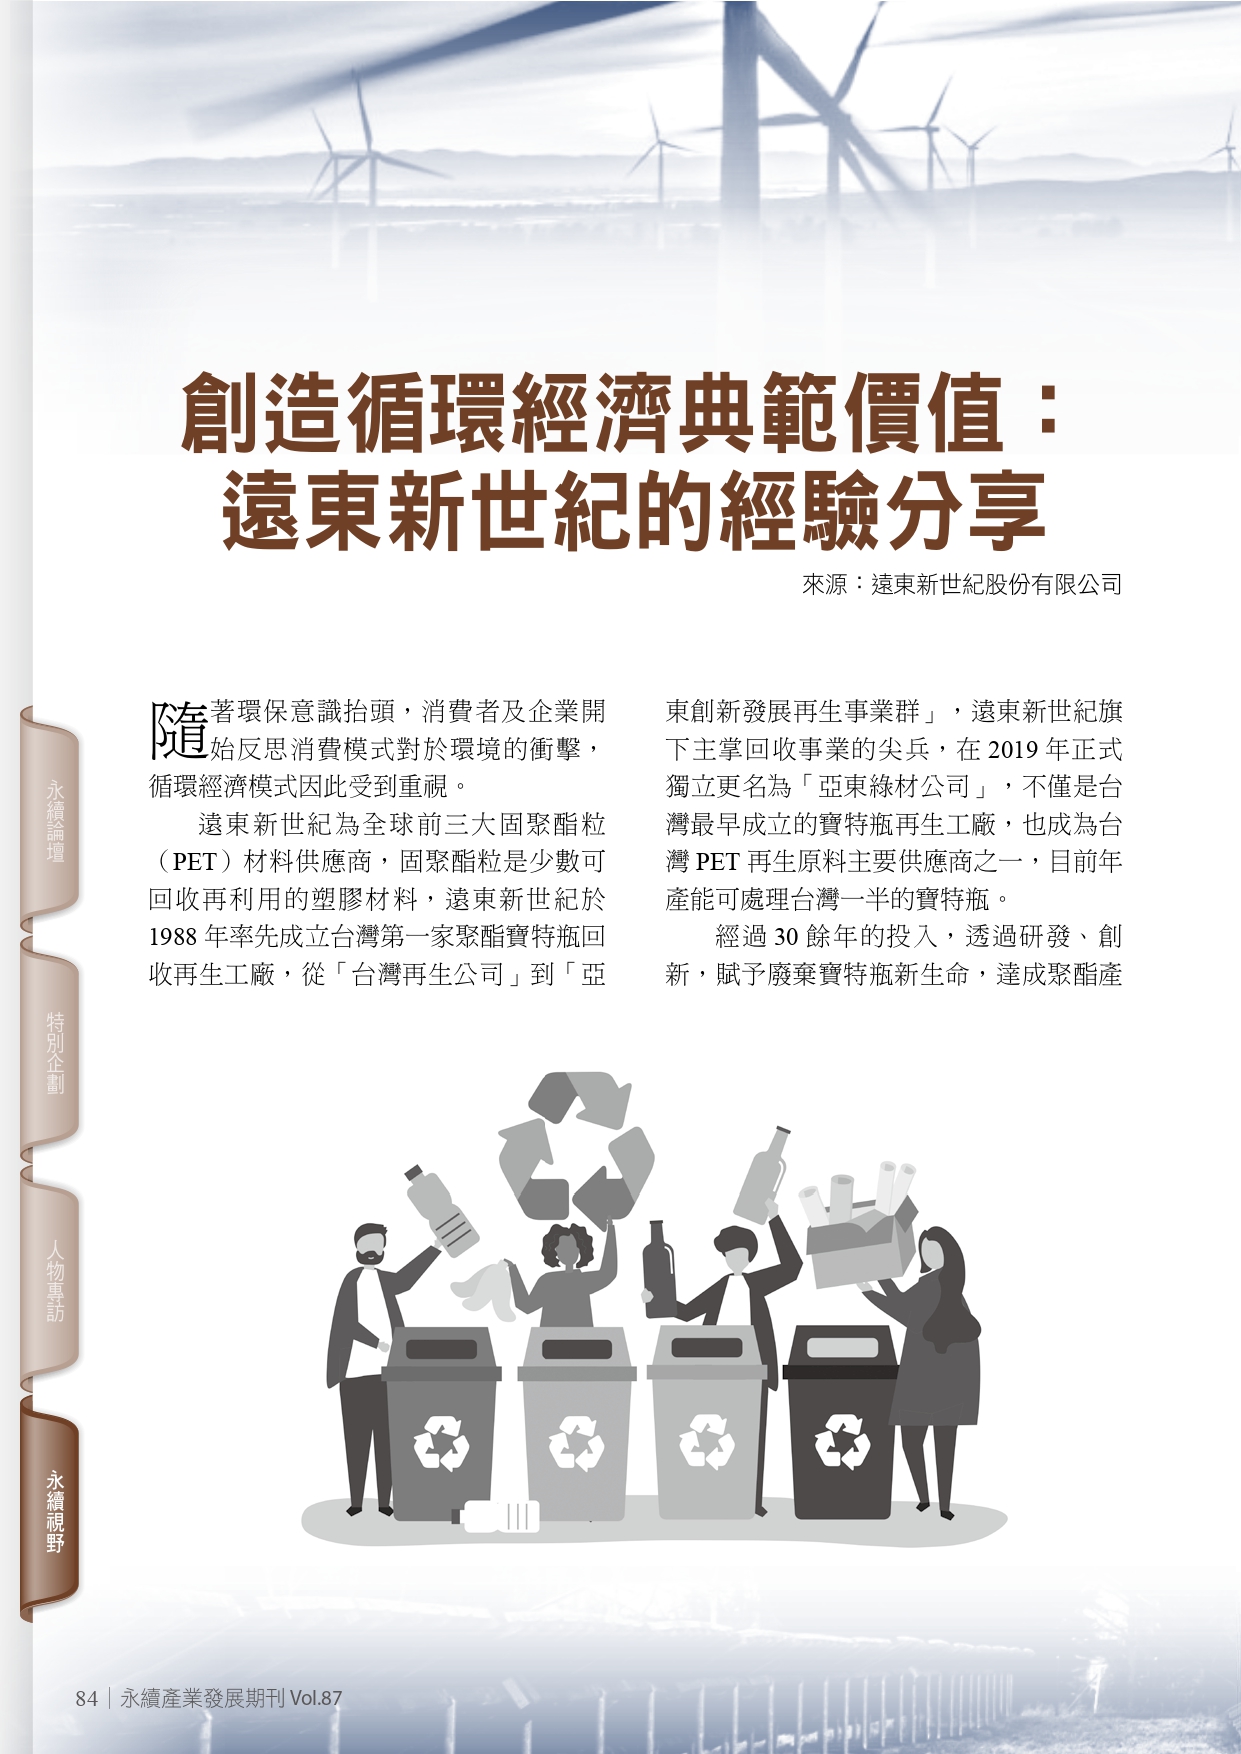 創造循環經濟典範價值：
遠東新世紀的經驗分享
來源：遠東新世紀股份有限公司
隨著環保意識抬頭，消費者及企業開
始反思消費模式對於環境的衝擊，
循環經濟模式因此受到重視。
遠東新世紀為全球前三大固聚酯粒
（PET）材料供應商，固聚酯粒是少數可
回收再利用的塑膠材料，遠東新世紀於
1988 年率先成立台灣第一家聚酯寶特瓶回
收再生工廠，從「台灣再生公司」到「亞
東創新發展再生事業群」，遠東新世紀旗
下主掌回收事業的尖兵，在 2019 年正式
獨立更名為「亞東綠材公司」，不僅是台
灣最早成立的寶特瓶再生工廠，也成為台
灣 PET 再生原料主要供應商之一，目前年
產能可處理台灣一半的寶特瓶。
經過 30 餘年的投入，透過研發、創
新，賦予廢棄寶特瓶新生命，達成聚酯產
永續論壇
特別企劃
人物專訪
永續視野
84｜永續產業發展期刊 Vol.87